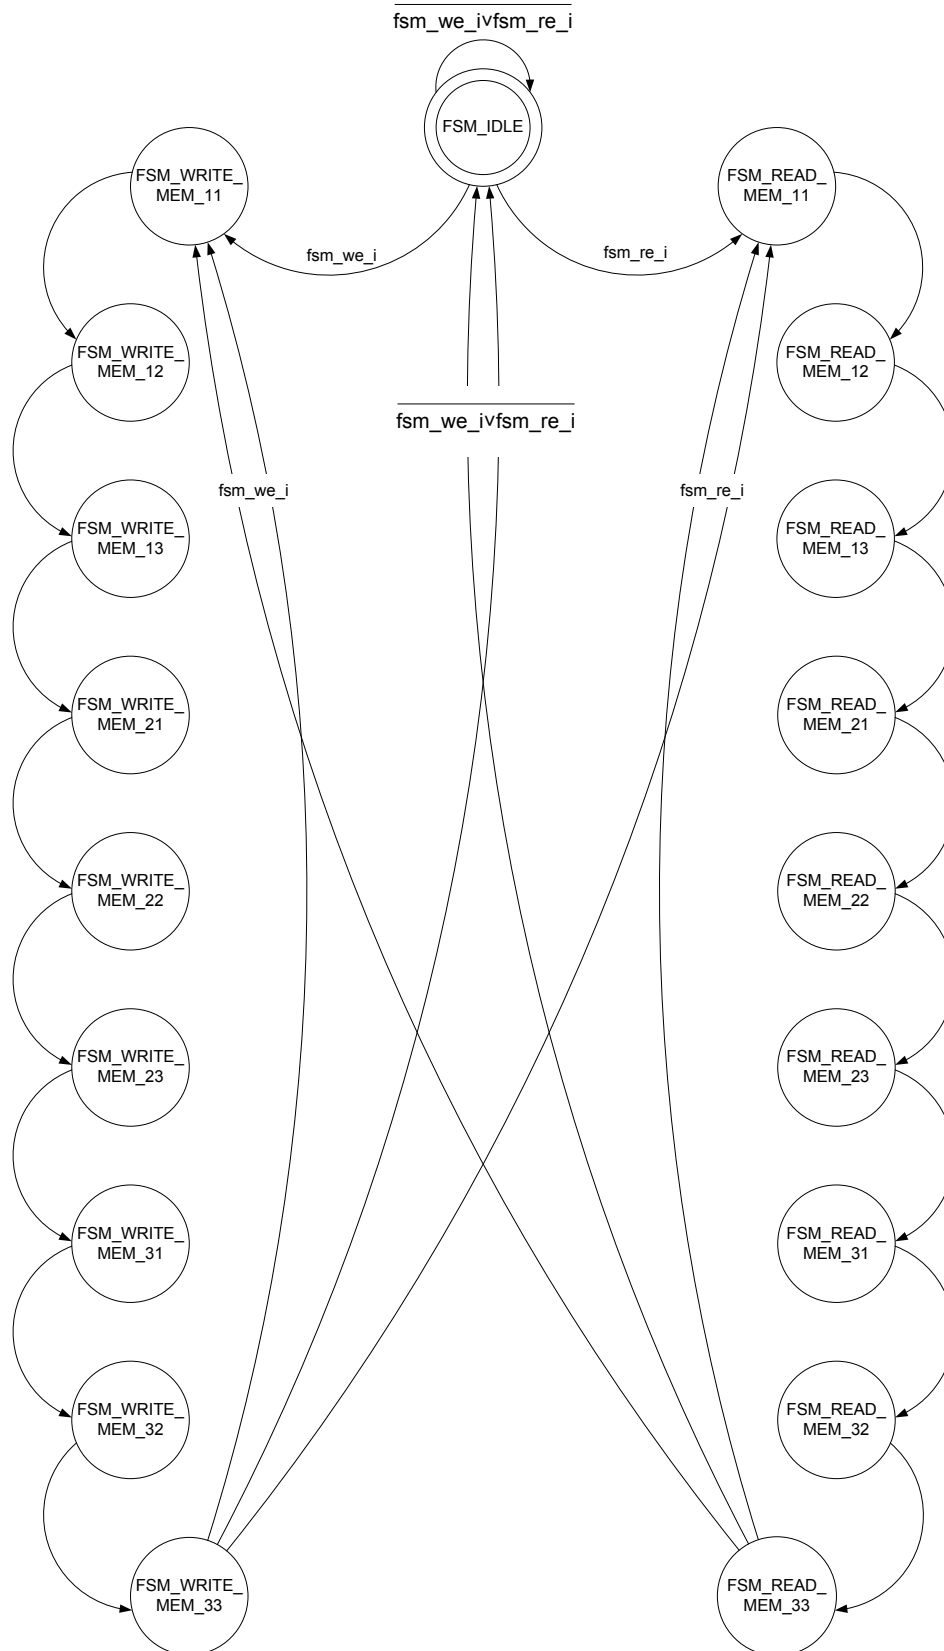 fsm_we_i∨fsm_re_i
FSM_IDLE
FSM_WRITE_
MEM_11
FSM_READ_
MEM_11
fsm_we_i
fsm_re_i
FSM_WRITE_
MEM_12
FSM_READ_
MEM_12
fsm_we_i∨fsm_re_i
fsm_we_i
fsm_re_i
FSM_WRITE_
MEM_13
FSM_READ_
MEM_13
FSM_WRITE_
MEM_21
FSM_READ_
MEM_21
FSM_WRITE_
MEM_22
FSM_READ_
MEM_22
FSM_WRITE_
MEM_23
FSM_READ_
MEM_23
FSM_WRITE_
MEM_31
FSM_READ_
MEM_31
FSM_WRITE_
MEM_32
FSM_READ_
MEM_32
FSM_WRITE_
MEM_33
FSM_READ_
MEM_33